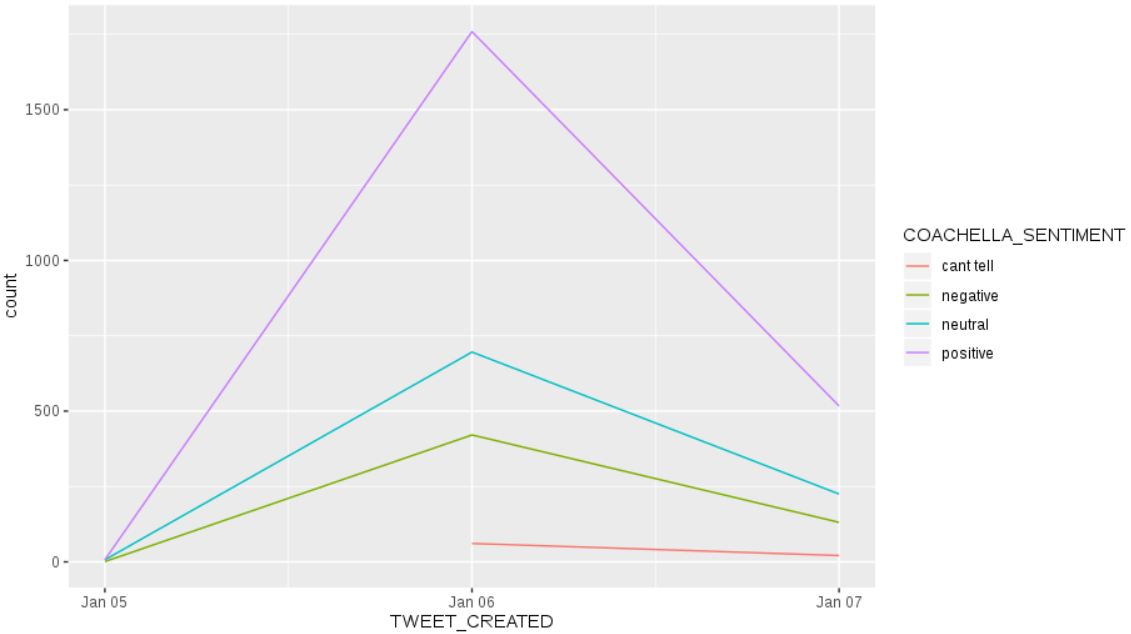 1500
1000
500
0
count
Jan 05
Jan 06
Jan 07
TWEET_CREATED
COACHELLA_SENTIMENT
cant tell
negative
neutral
positive